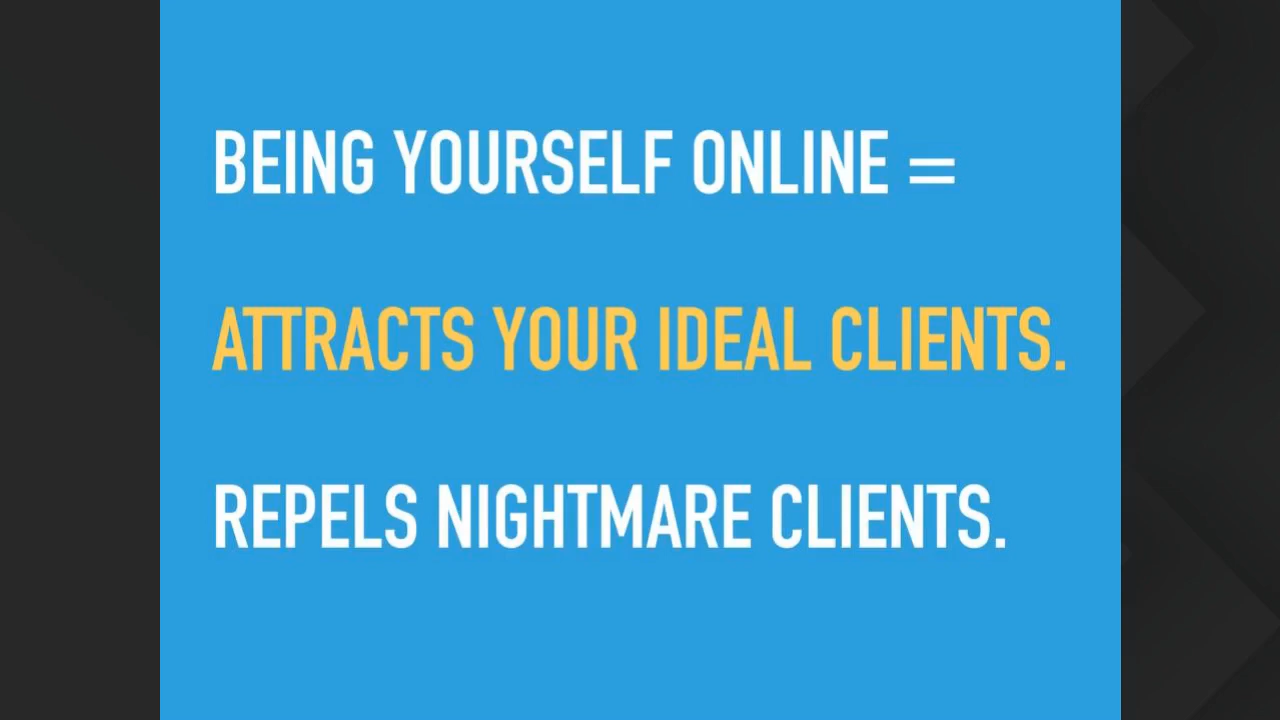 BEING YOURSELF ONLINE =
ATTRACTS YOUR IDEAL CLIENTS.
REPELS NIGHTMARE CLIENTS.